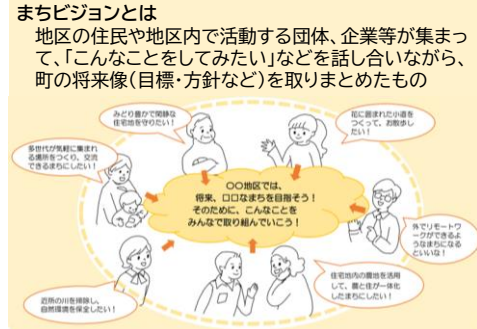 まちビジョンとは
地区の住民や地区内で活動する団体、企業等が集まっ
て、「こんなことをしてみたい」などを話し合いながら、
町の将来像(目標・方針など)を取りまとめたもの
みどり豊かで閑静な
住宅地を守りたい！
花に囲まれた小道を
つくって、お散歩し
たい！
多世代が気軽に集まれ
る場所をつくり、交流
できるまちにしたい！
〇〇地区では、
将来、口口なまちを目指そう！
そのために、こんなことを
みんなで取り組んでいこう！
外でリモートワ
ークができるよ
うなまちになる
といいな！
近所の川を掃除し、
自然環境を保全したい！
住宅地内の農地を活用
して、農と住が一体化
したまちにしたい！